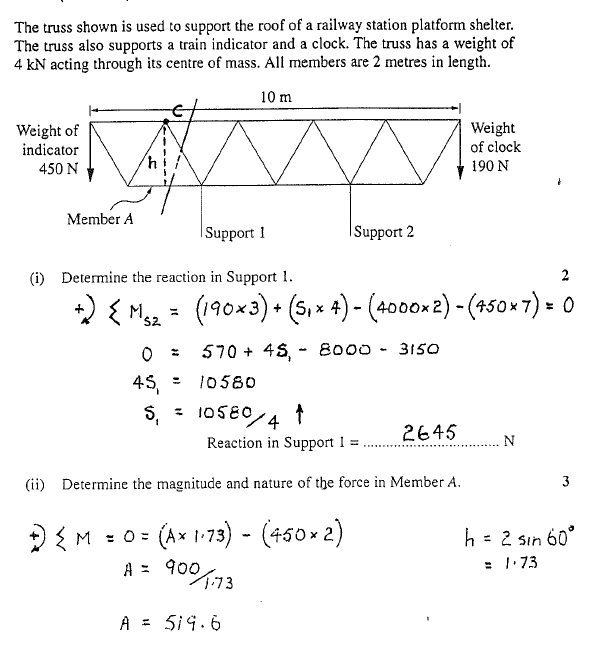 The truss shown is used to support the roof of a railway station platform shelter.
The truss also supports a train indicator and a clock. The truss has a weight of
4 kN acting through its centre of mass. All members are 2 metres in length.
10 m
C
Weight of
indicator
450 N
Weight
of clock
190 N
h
Member A
Support 1
Support 2
(i) Determine the reaction in Support 1. 2
+) ΣM_S2 = (190×3) + (S₁ × 4) - (4000×2) - (450×7) = 0
0 = 570 + 4S₁ - 8000 - 3150
4S₁ = 10580
S₁ = 10580/4 ↑
Reaction in Support 1 = ........ 2645 ........ N
(ii) Determine the magnitude and nature of the force in Member A. 3
+) ΣM = 0 = (A× 1.73) - (450×2)
h = 2 sin 60°
A = 900/1.73
= 1.73
A = 519.6